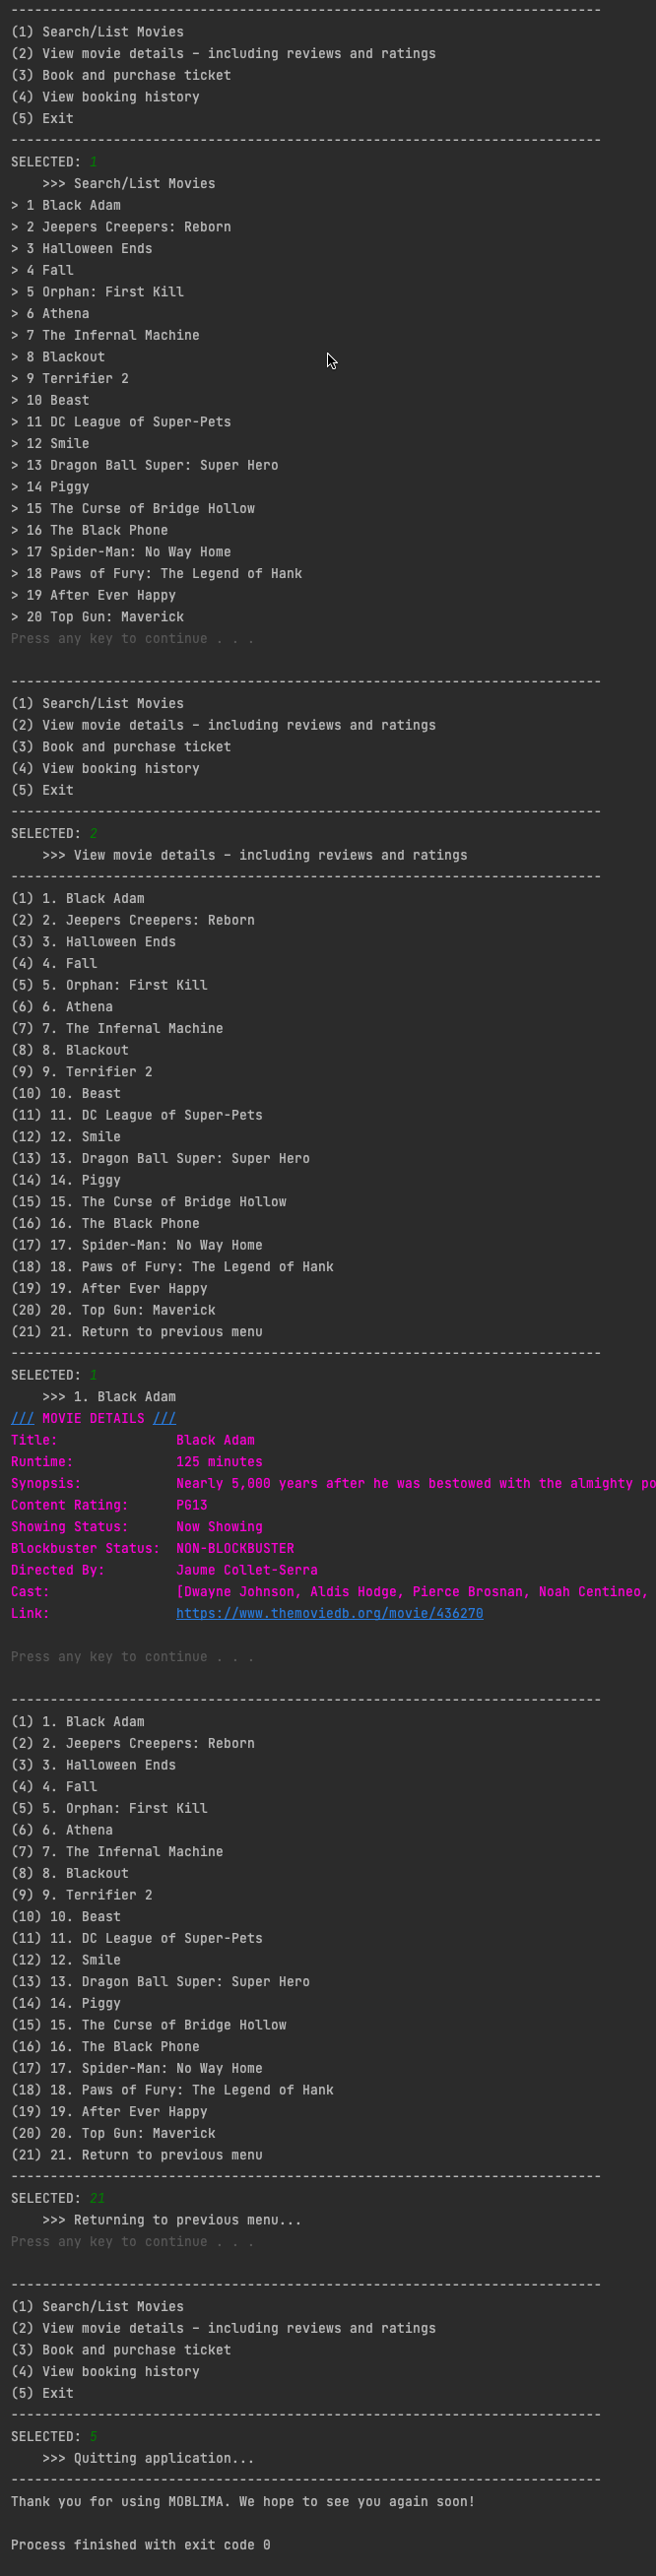 ---------------------------------------------------------------------------
(1) Search/List Movies
(2) View movie details – including reviews and ratings
(3) Book and purchase ticket
(4) View booking history
(5) Exit
---------------------------------------------------------------------------
SELECTED: 1
    >>> Search/List Movies
> 1 Black Adam
> 2 Jeepers Creepers: Reborn
> 3 Halloween Ends
> 4 Fall
> 5 Orphan: First Kill
> 6 Athena
> 7 The Infernal Machine
> 8 Blackout
> 9 Terrifier 2
> 10 Beast
> 11 DC League of Super-Pets
> 12 Smile
> 13 Dragon Ball Super: Super Hero
> 14 Piggy
> 15 The Curse of Bridge Hollow
> 16 The Black Phone
> 17 Spider-Man: No Way Home
> 18 Paws of Fury: The Legend of Hank
> 19 After Ever Happy
> 20 Top Gun: Maverick
Press any key to continue . . .
---------------------------------------------------------------------------
(1) Search/List Movies
(2) View movie details – including reviews and ratings
(3) Book and purchase ticket
(4) View booking history
(5) Exit
---------------------------------------------------------------------------
SELECTED: 2
    >>> View movie details – including reviews and ratings
---------------------------------------------------------------------------
(1) 1. Black Adam
(2) 2. Jeepers Creepers: Reborn
(3) 3. Halloween Ends
(4) 4. Fall
(5) 5. Orphan: First Kill
(6) 6. Athena
(7) 7. The Infernal Machine
(8) 8. Blackout
(9) 9. Terrifier 2
(10) 10. Beast
(11) 11. DC League of Super-Pets
(12) 12. Smile
(13) 13. Dragon Ball Super: Super Hero
(14) 14. Piggy
(15) 15. The Curse of Bridge Hollow
(16) 16. The Black Phone
(17) 17. Spider-Man: No Way Home
(18) 18. Paws of Fury: The Legend of Hank
(19) 19. After Ever Happy
(20) 20. Top Gun: Maverick
(21) 21. Return to previous menu
---------------------------------------------------------------------------
SELECTED: 1
    >>> 1. Black Adam
/// MOVIE DETAILS ///
Title:               Black Adam
Runtime:             125 minutes
Synopsis:            Nearly 5,000 years after he was bestowed with the almighty po
Content Rating:      PG13
Showing Status:      Now Showing
Blockbuster Status:  NON-BLOCKBUSTER
Directed By:         Jaume Collet-Serra
Cast:                [Dwayne Johnson, Aldis Hodge, Pierce Brosnan, Noah Centineo,
Link:                https://www.themoviedb.org/movie/436270
Press any key to continue . . .
---------------------------------------------------------------------------
(1) 1. Black Adam
(2) 2. Jeepers Creepers: Reborn
(3) 3. Halloween Ends
(4) 4. Fall
(5) 5. Orphan: First Kill
(6) 6. Athena
(7) 7. The Infernal Machine
(8) 8. Blackout
(9) 9. Terrifier 2
(10) 10. Beast
(11) 11. DC League of Super-Pets
(12) 12. Smile
(13) 13. Dragon Ball Super: Super Hero
(14) 14. Piggy
(15) 15. The Curse of Bridge Hollow
(16) 16. The Black Phone
(17) 17. Spider-Man: No Way Home
(18) 18. Paws of Fury: The Legend of Hank
(19) 19. After Ever Happy
(20) 20. Top Gun: Maverick
(21) 21. Return to previous menu
---------------------------------------------------------------------------
SELECTED: 21
    >>> Returning to previous menu...
Press any key to continue . . .
---------------------------------------------------------------------------
(1) Search/List Movies
(2) View movie details – including reviews and ratings
(3) Book and purchase ticket
(4) View booking history
(5) Exit
---------------------------------------------------------------------------
SELECTED: 5
    >>> Quitting application...
---------------------------------------------------------------------------
Thank you for using MOBLIMA. We hope to see you again soon!
Process finished with exit code 0